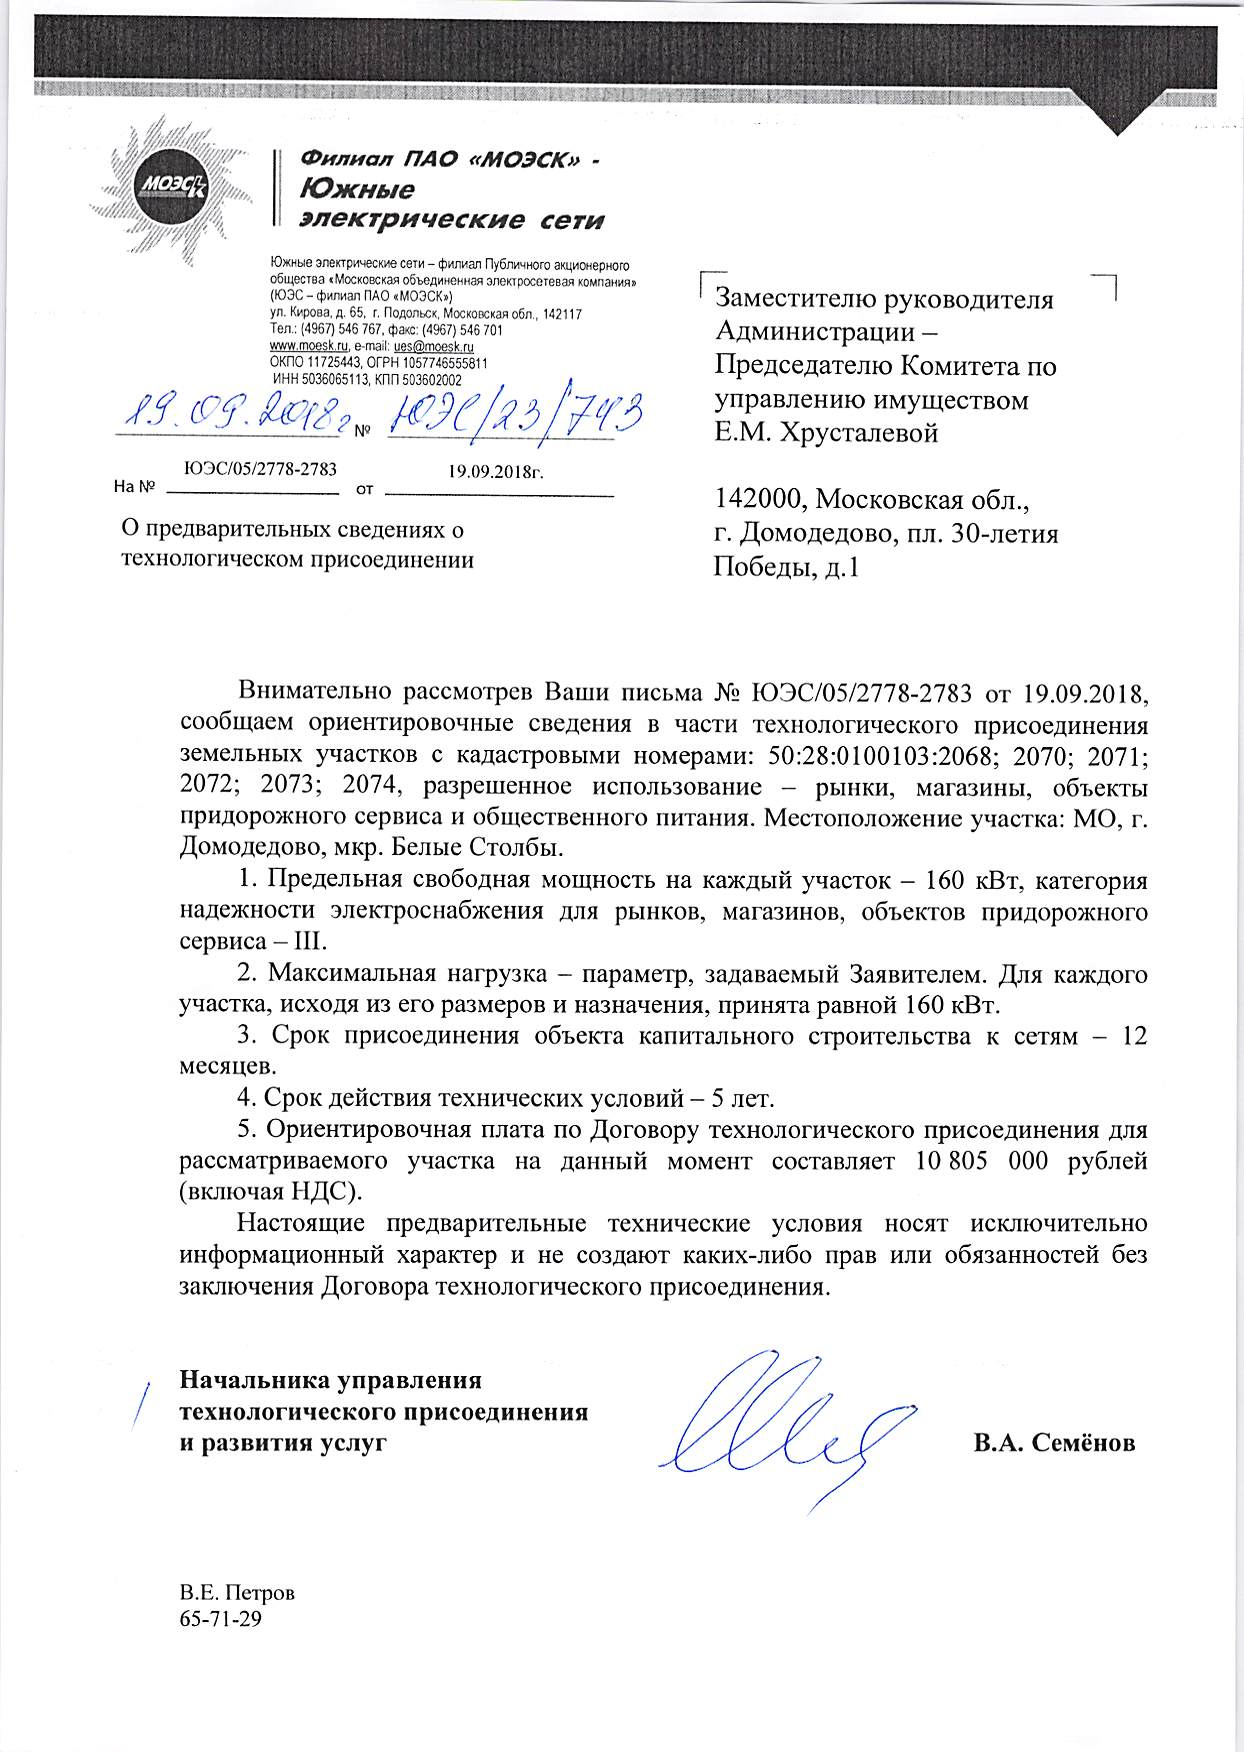 МОЭСК
Филиал ПАО «МОЭСК» -
Южные
электрические сети
Южные электрические сети – филиал Публичного акционерного
общества «Московская объединенная электросетевая компания»
(ЮЭС – филиал ПАО «МОЭСК»)
ул. Кирова, д. 65, г. Подольск, Московская обл., 142117
Тел.: (4967) 546 767, факс: (4967) 546 701
www.moesk.ru, e-mail: ues@moesk.ru
ОКПО 11725443, ОГРН 1057746555811
ИНН 5036065113, КПП 503602002
19.09.2018г № ЮЭС/23/743
На № ЮЭС/05/2778-2783 от 19.09.2018г.
О предварительных сведениях о
технологическом присоединении
Заместителю руководителя
Администрации –
Председателю Комитета по
управлению имуществом
Е.М. Хрусталевой
142000, Московская обл.,
г. Домодедово, пл. 30-летия
Победы, д.1
Внимательно рассмотрев Ваши письма № ЮЭС/05/2778-2783 от 19.09.2018,
сообщаем ориентировочные сведения в части технологического присоединения
земельных участков с кадастровыми номерами: 50:28:0100103:2068; 2070; 2071;
2072; 2073; 2074, разрешенное использование – рынки, магазины, объекты
придорожного сервиса и общественного питания. Местоположение участка: МО, г.
Домодедово, мкр. Белые Столбы.
1. Предельная свободная мощность на каждый участок – 160 кВт, категория
надежности электроснабжения для рынков, магазинов, объектов придорожного
сервиса – III.
2. Максимальная нагрузка – параметр, задаваемый Заявителем. Для каждого
участка, исходя из его размеров и назначения, принята равной 160 кВт.
3. Срок присоединения объекта капитального строительства к сетям – 12
месяцев.
4. Срок действия технических условий – 5 лет.
5. Ориентировочная плата по Договору технологического присоединения для
рассматриваемого участка на данный момент составляет 10 805 000 рублей
(включая НДС).
Настоящие предварительные технические условия носят исключительно
информационный характер и не создают каких-либо прав или обязанностей без
заключения Договора технологического присоединения.
Начальника управления
технологического присоединения
и развития услуг В.А. Семёнов
В.Е. Петров
65-71-29